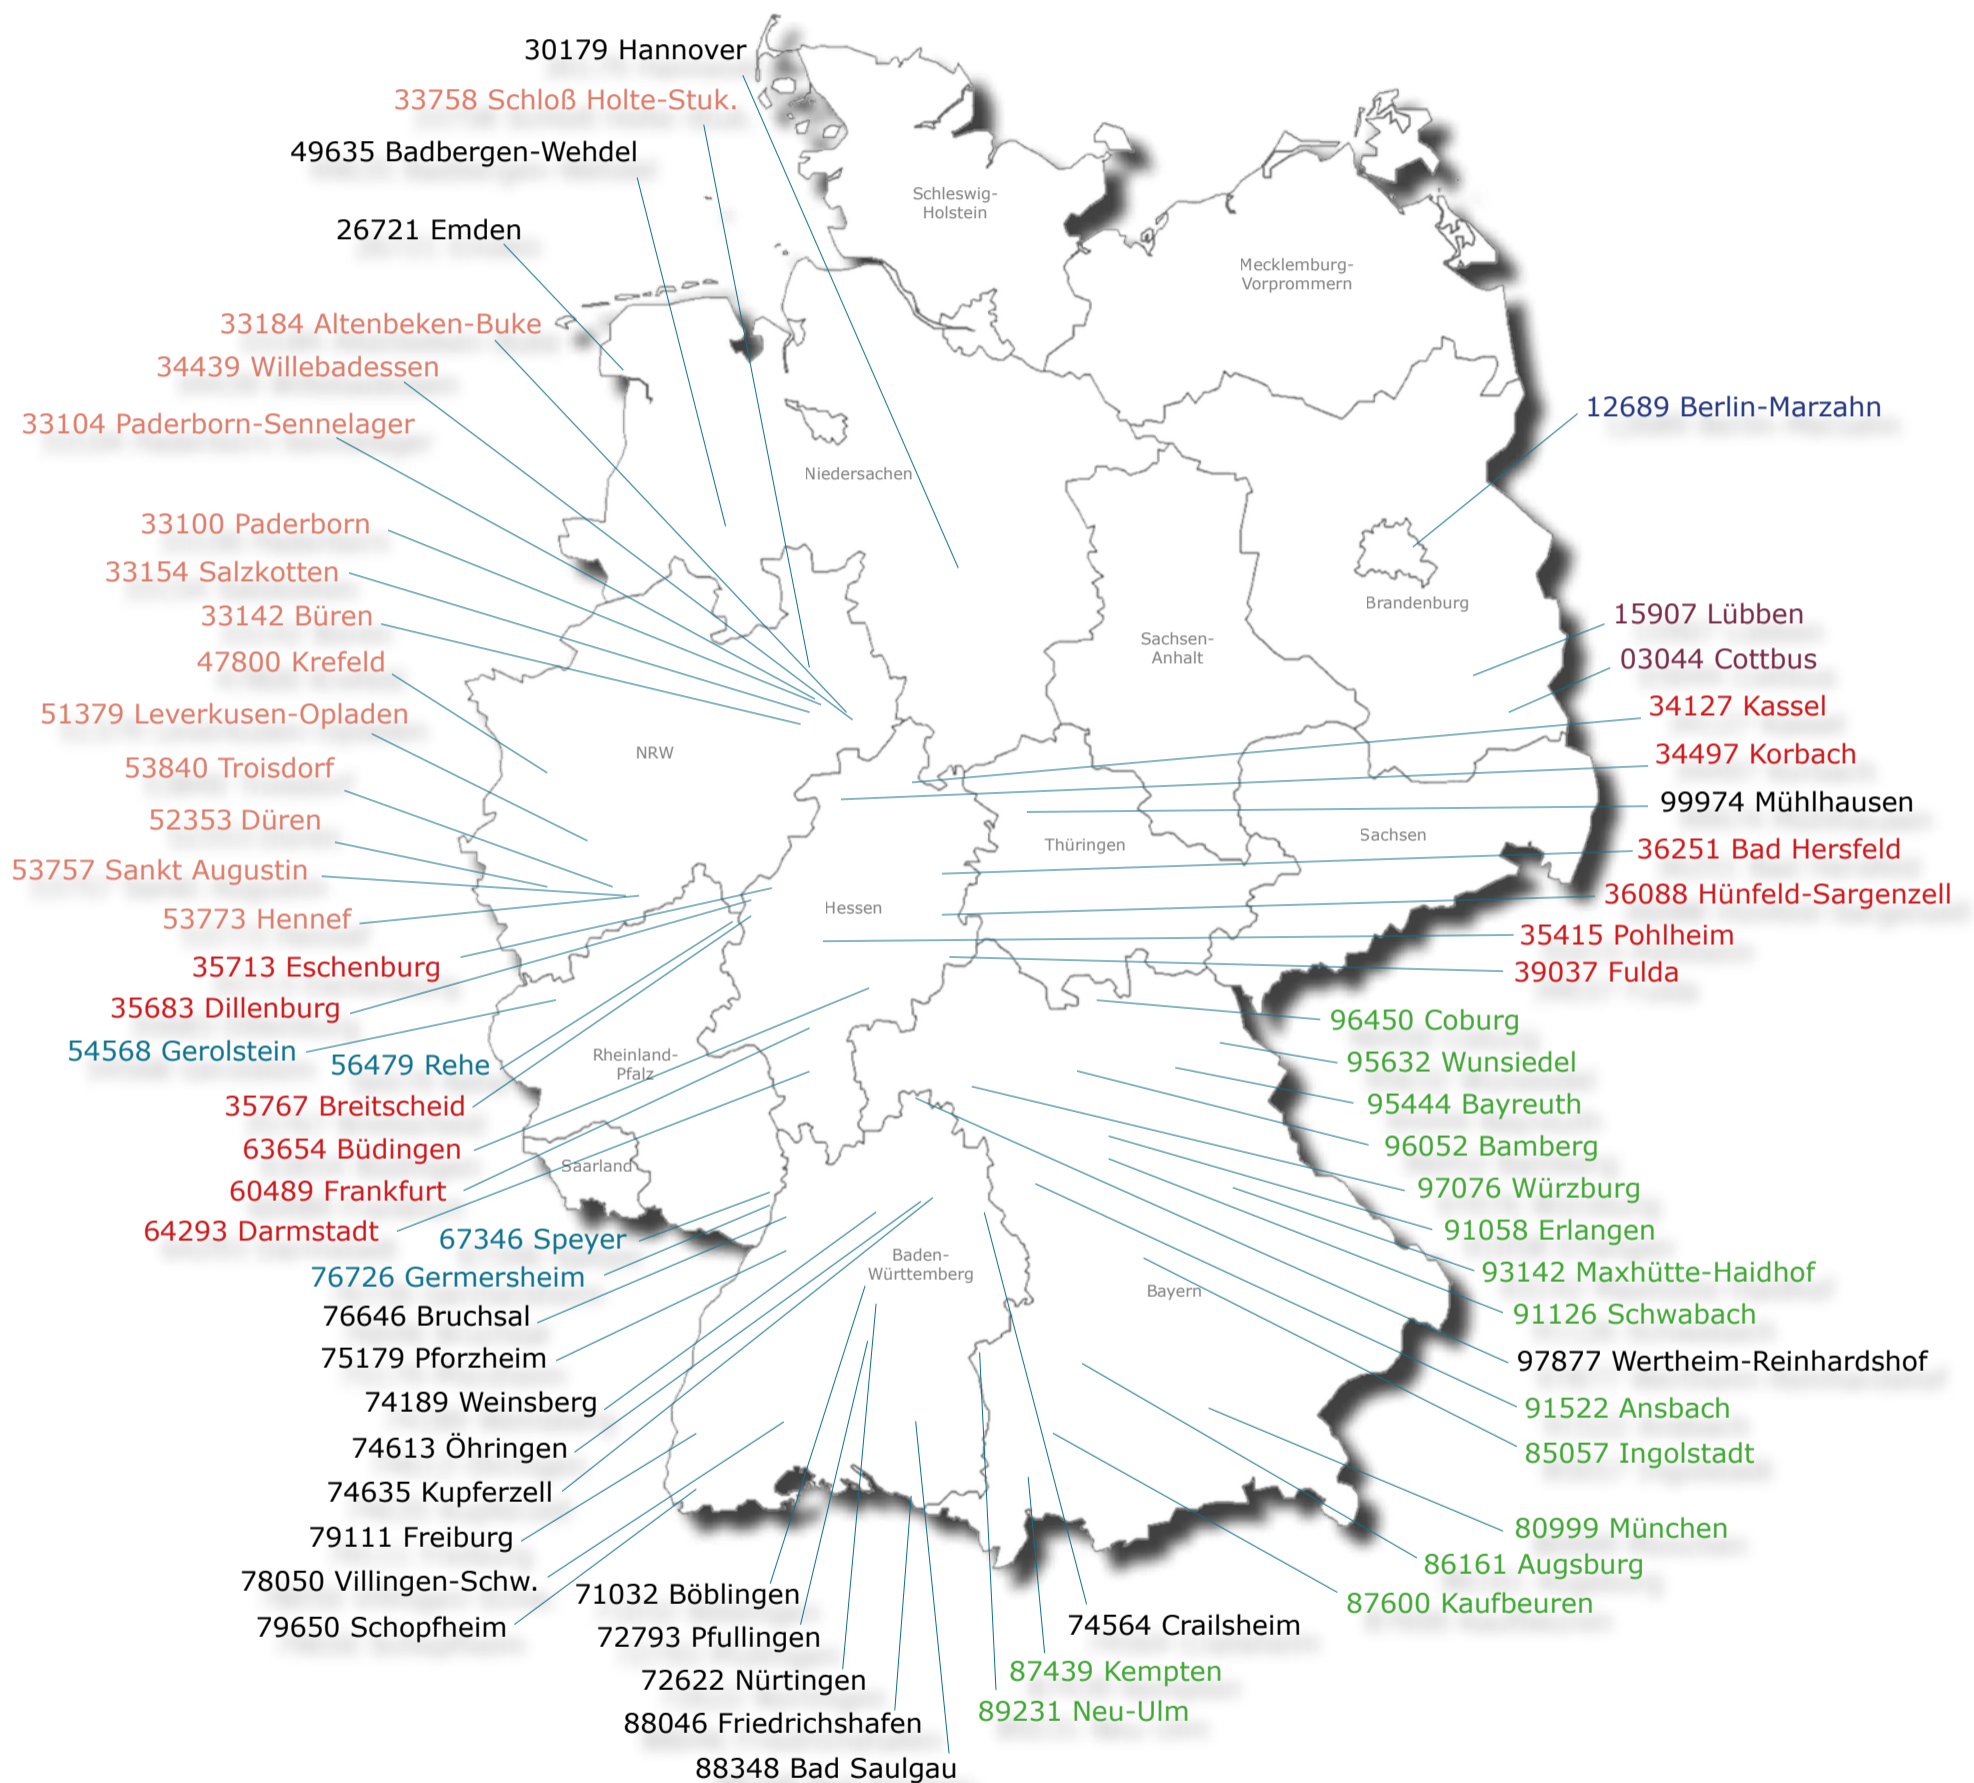 30179 Hannover
33758 Schloß Holte-Stuk.
49635 Badbergen-Wehdel
26721 Emden
33184 Altenbeken-Buke
34439 Willebadessen
33104 Paderborn-Sennelager
33100 Paderborn
33154 Salzkotten
33142 Büren
47800 Krefeld
51379 Leverkusen-Opladen
53840 Troisdorf
52353 Düren
53757 Sankt Augustin
53773 Hennef
35713 Eschenburg
35683 Dillenburg
54568 Gerolstein
56479 Rehe
35767 Breitscheid
63654 Büdingen
60489 Frankfurt
64293 Darmstadt
67346 Speyer
76726 Germersheim
76646 Bruchsal
75179 Pforzheim
74189 Weinsberg
74613 Öhringen
74635 Kupferzell
79111 Freiburg
78050 Villingen-Schw.
79650 Schopfheim
71032 Böblingen
72793 Pfullingen
72622 Nürtingen
88046 Friedrichshafen
88348 Bad Saulgau
Schleswig-
Holstein
Mecklemburg-
Vorprommern
Niedersachen
Brandenburg
Sachsen-
Anhalt
NRW
Thüringen
Sachsen
Hessen
Rheinland-
Pfalz
Saarland
Baden-
Württemberg
Bayern
12689 Berlin-Marzahn
15907 Lübben
03044 Cottbus
34127 Kassel
34497 Korbach
99974 Mühlhausen
36251 Bad Hersfeld
36088 Hünfeld-Sargenzell
35415 Pohlheim
39037 Fulda
96450 Coburg
95632 Wunsiedel
95444 Bayreuth
96052 Bamberg
97076 Würzburg
91058 Erlangen
93142 Maxhütte-Haidhof
91126 Schwabach
97877 Wertheim-Reinhardshof
91522 Ansbach
85057 Ingolstadt
80999 München
86161 Augsburg
87600 Kaufbeuren
74564 Crailsheim
87439 Kempten
89231 Neu-Ulm